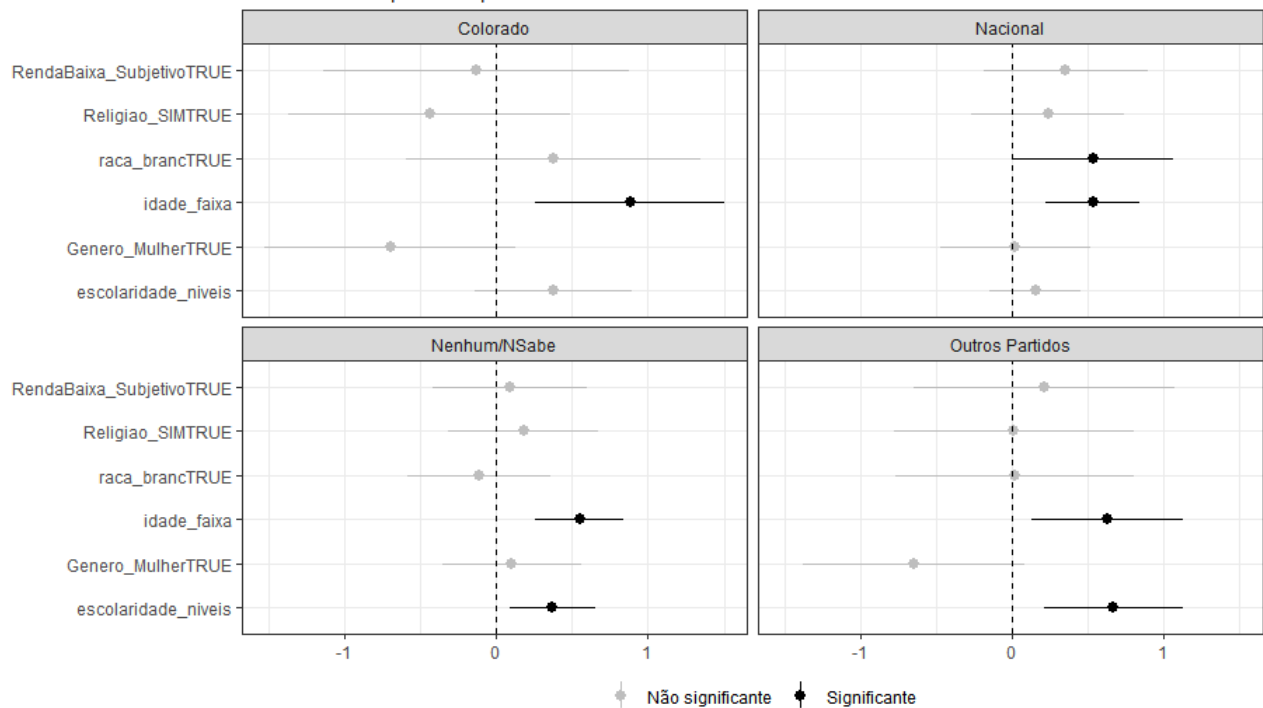 Colorado
Nacional
RendaBaixa_SubjetivoTRUE
Religiao_SIMTRUE
raca_brancTRUE
idade_faixa
Genero_MulherTRUE
escolaridade_niveis
Nenhum/NSabe
Outros Partidos
RendaBaixa_SubjetivoTRUE
Religiao_SIMTRUE
raca_brancTRUE
idade_faixa
Genero_MulherTRUE
escolaridade_niveis
-1 0 1 -1 0 1
Não significante Significante